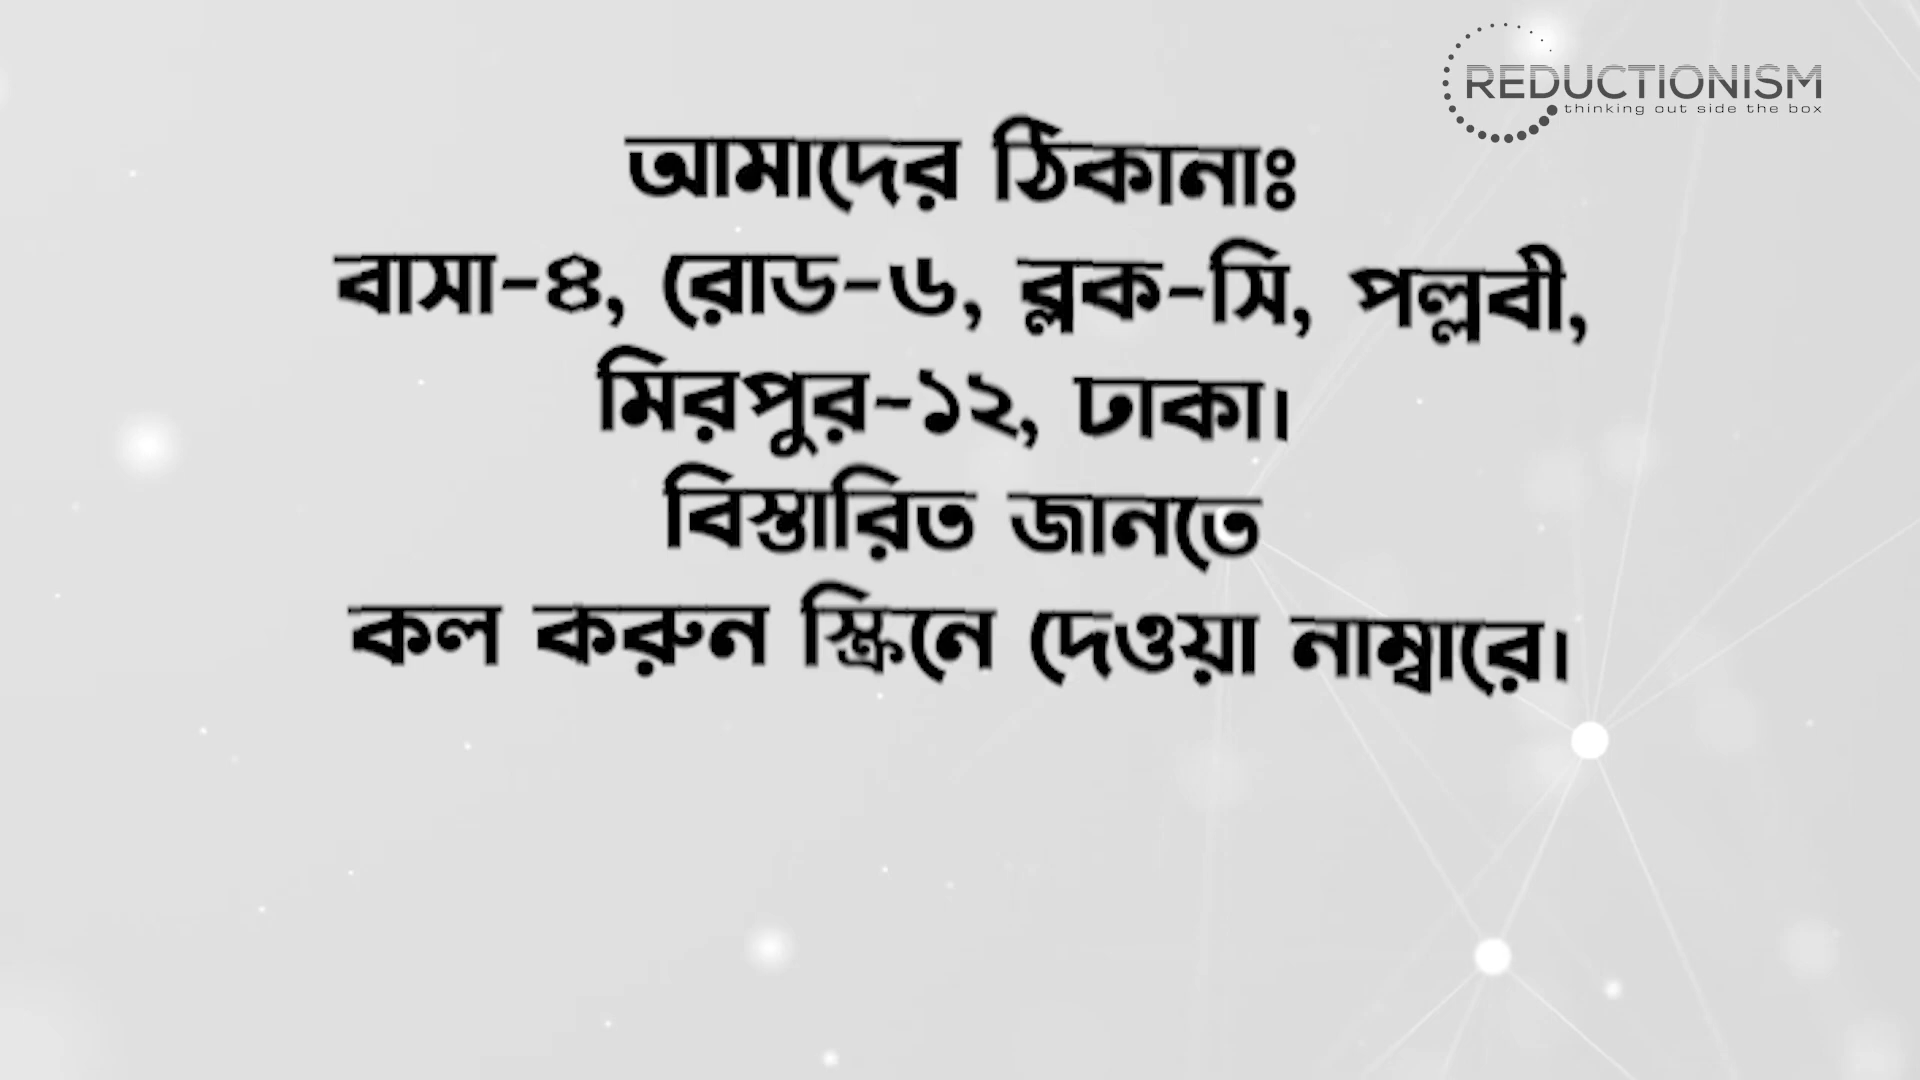 REDUCTIONISM
thinking out side the box
আমাদের ঠিকানাঃ
বাসা-৪, রোড-৬, ব্লক-সি, পল্লবী,
মিরপুর-১২, ঢাকা।
বিস্তারিত জানতে
কল করুন স্ক্রিনে দেওয়া নাম্বারে।